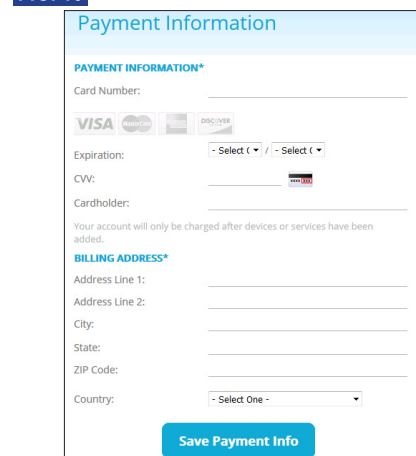 Payment Information
PAYMENT INFORMATION*
Card Number:
VISA MasterCard DISCOVER
Expiration: - Select ( / - Select (
CVV:
Cardholder:
Your account will only be charged after devices or services have been
added.
BILLING ADDRESS*
Address Line 1:
Address Line 2:
City:
State:
ZIP Code:
Country: - Select One -
Save Payment Info